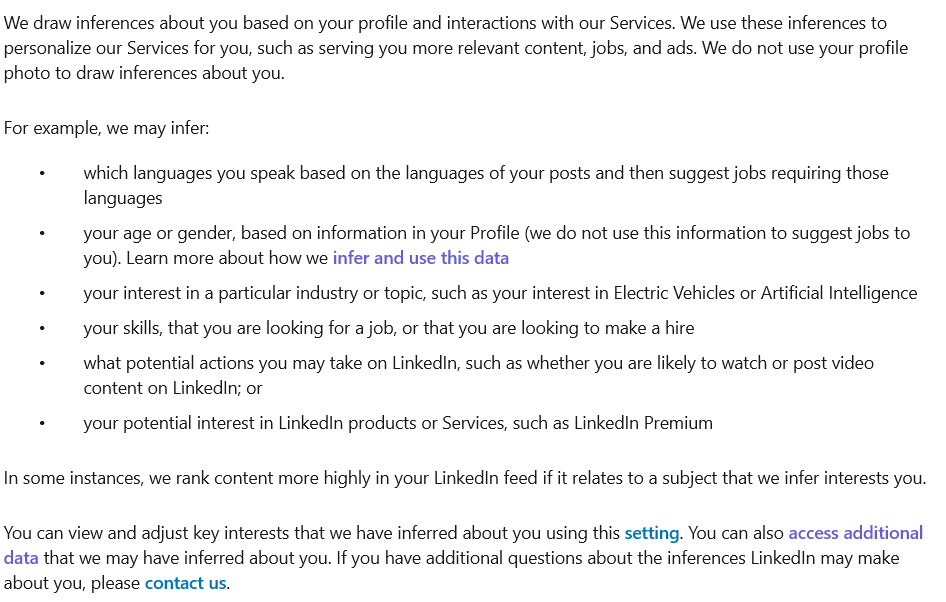 We draw inferences about you based on your profile and interactions with our Services. We use these inferences to
personalize our Services for you, such as serving you more relevant content, jobs, and ads. We do not use your profile
photo to draw inferences about you.
For example, we may infer:
• which languages you speak based on the languages of your posts and then suggest jobs requiring those
languages
• your age or gender, based on information in your Profile (we do not use this information to suggest jobs to
you). Learn more about how we infer and use this data
• your interest in a particular industry or topic, such as your interest in Electric Vehicles or Artificial Intelligence
• your skills, that you are looking for a job, or that you are looking to make a hire
• what potential actions you may take on LinkedIn, such as whether you are likely to watch or post video
content on LinkedIn; or
• your potential interest in LinkedIn products or Services, such as LinkedIn Premium
In some instances, we rank content more highly in your LinkedIn feed if it relates to a subject that we infer interests you.
You can view and adjust key interests that we have inferred about you using this setting. You can also access additional
data that we may have inferred about you. If you have additional questions about the inferences LinkedIn may make
about you, please contact us.